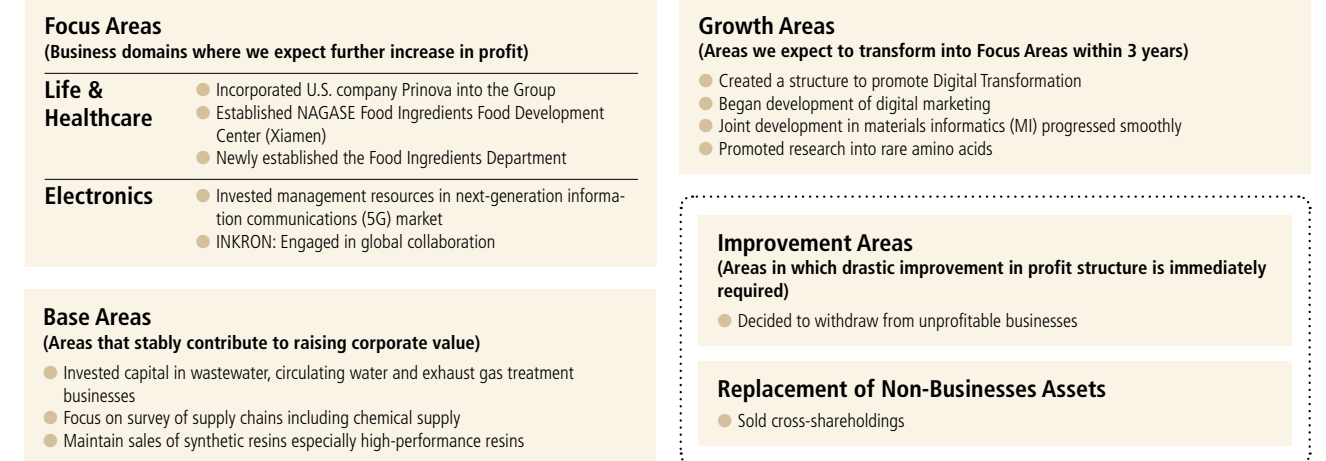 Focus Areas
(Business domains where we expect further increase in profit)
Life &
Healthcare
● Incorporated U.S. company Prinova into the Group
● Established NAGASE Food Ingredients Food Development
Center (Xiamen)
● Newly established the Food Ingredients Department
Electronics
● Invested management resources in next-generation informa-
tion communications (5G) market
● INKRON: Engaged in global collaboration
Base Areas
(Areas that stably contribute to raising corporate value)
● Invested capital in wastewater, circulating water and exhaust gas treatment
businesses
● Focus on survey of supply chains including chemical supply
● Maintain sales of synthetic resins especially high-performance resins
Growth Areas
(Areas we expect to transform into Focus Areas within 3 years)
● Created a structure to promote Digital Transformation
● Began development of digital marketing
● Joint development in materials informatics (MI) progressed smoothly
● Promoted research into rare amino acids
Improvement Areas
(Areas in which drastic improvement in profit structure is immediately
required)
● Decided to withdraw from unprofitable businesses
Replacement of Non-Businesses Assets
● Sold cross-shareholdings